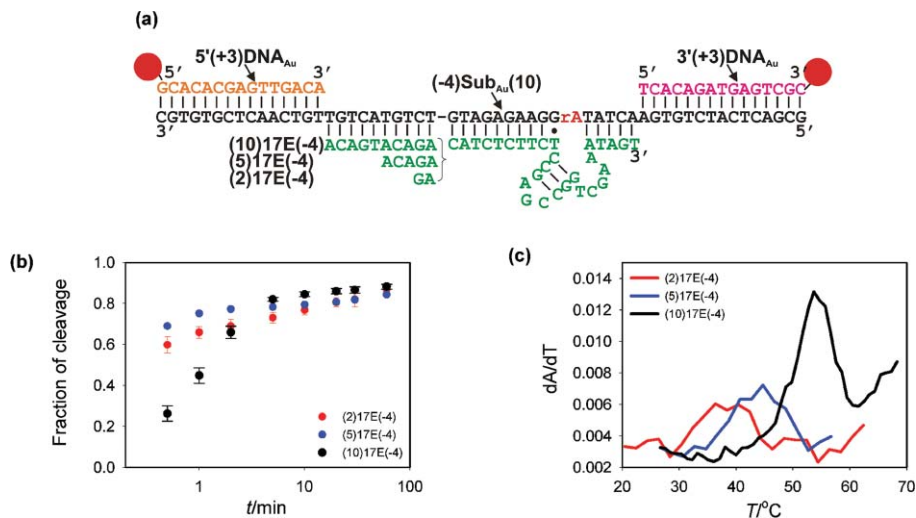 (a)
5'(+3)DNAAu
3'(+3)DNAAu
5'
3'
(-4)SubAu(10)
5'
3'
GCACACGAGTTGACA
TCACAGATGAGTCGC
CGTGTGCTCAACTGTTGTCATGTCT-GTAGAGAAGGrATATCAAGTGTCTACTCAGCG
3'
5'
(10)17E(-4)
ACAGTACAGA
CATCTCTTCT
ATAGT
(5)17E(-4)
ACAGA
3'
(2)17E(-4)
GA
C
C
C
G
A
G
C
C
G
G
T
C
G
A
A
(b)
Fraction of cleavage
1.0
0.8
0.6
0.4
0.2
0.0
(2)17E(-4)
(5)17E(-4)
(10)17E(-4)
1
10
100
t/min
(c)
dA/dT
0.014
0.012
0.010
0.008
0.006
0.004
0.002
(2)17E(-4)
(5)17E(-4)
(10)17E(-4)
20
30
40
50
60
70
T/°C